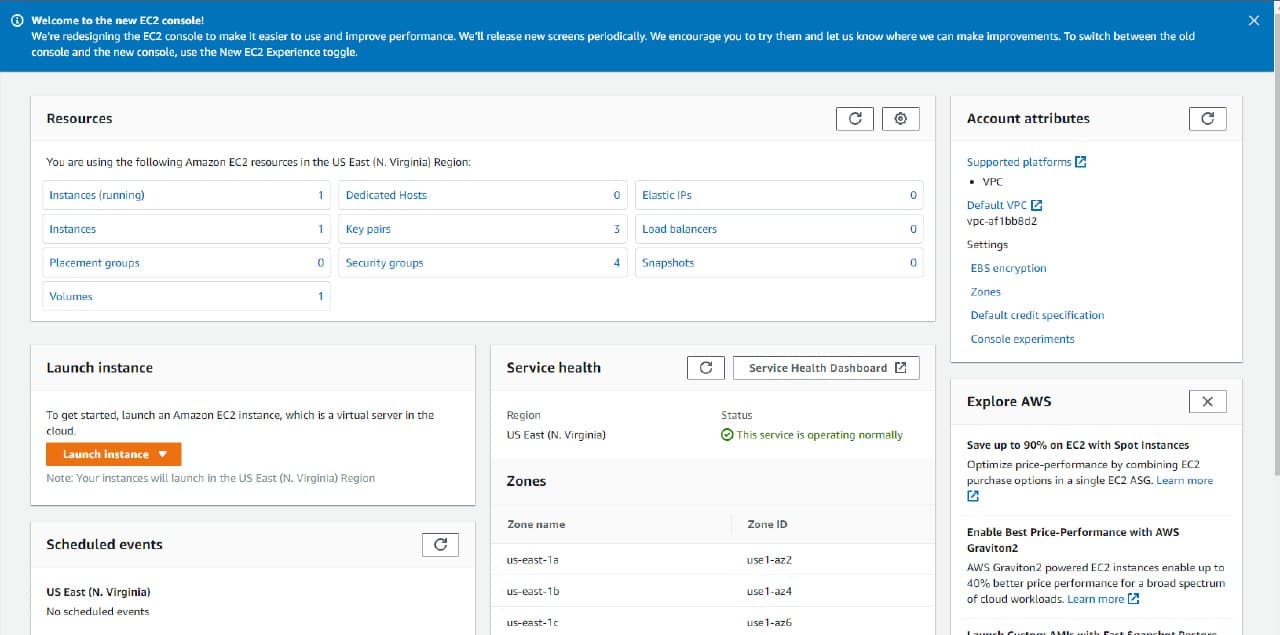 Welcome to the new EC2 console!
We're redesigning the EC2 console to make it easier to use and improve performance. We'll release new screens periodically. We encourage you to try them and let us know where we can make improvements. To switch between the old
console and the new console, use the New EC2 Experience toggle.
Resources
You are using the following Amazon EC2 resources in the US East (N. Virginia) Region:
Instances (running) 1
Dedicated Hosts 0
Elastic IPs 0
Instances 1
Key pairs 3
Load balancers 0
Placement groups 0
Security groups 4
Snapshots 0
Volumes 1
Launch instance
To get started, launch an Amazon EC2 instance, which is a virtual server in the
cloud.
Launch instance
Note: Your instances will launch in the US East (N. Virginia) Region
Scheduled events
US East (N. Virginia)
No scheduled events
Service health
Service Health Dashboard
Region Status
US East (N. Virginia) This service is operating normally
Zones
Zone name Zone ID
us-east-1a use1-az2
us-east-1b use1-az4
us-east-1c use1-az6
Account attributes
Supported platforms
• VPC
Default VPC
vpc-af1bb8d2
Settings
EBS encryption
Zones
Default credit specification
Console experiments
Explore AWS
Save up to 90% on EC2 with Spot Instances
Optimize price-performance by combining EC2
purchase options in a single EC2 ASG. Learn more
Enable Best Price-Performance with AWS
Graviton2
AWS Graviton2 powered EC2 instances enable up to
40% better price performance for a broad spectrum
of cloud workloads. Learn more
Launch Custom AMIs with Fast Snapshot Restore